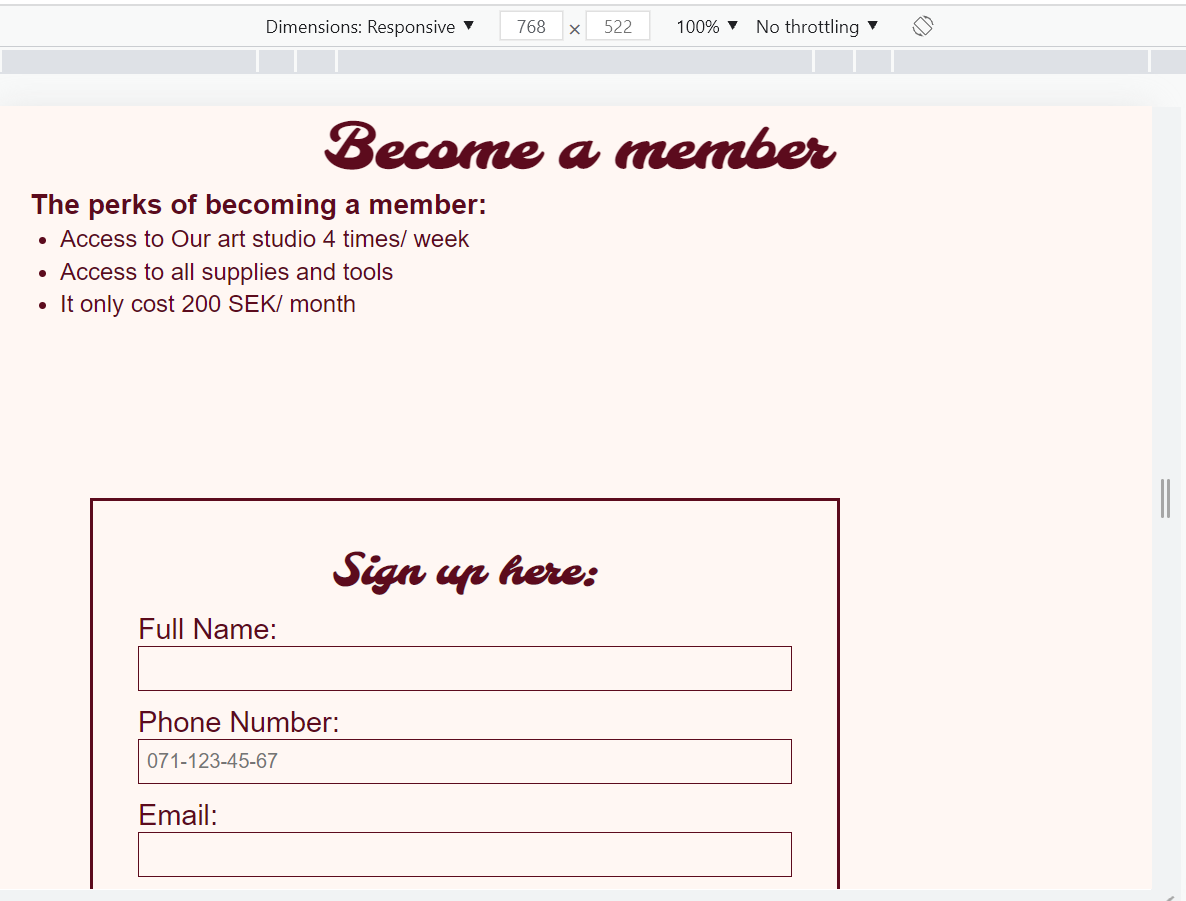 Dimensions: Responsive ▼ 768 × 522 100% ▼ No throttling ▼
Become a member
The perks of becoming a member:
• Access to Our art studio 4 times/ week
• Access to all supplies and tools
• It only cost 200 SEK/ month
Sign up here:
Full Name:
Phone Number:
071-123-45-67
Email: